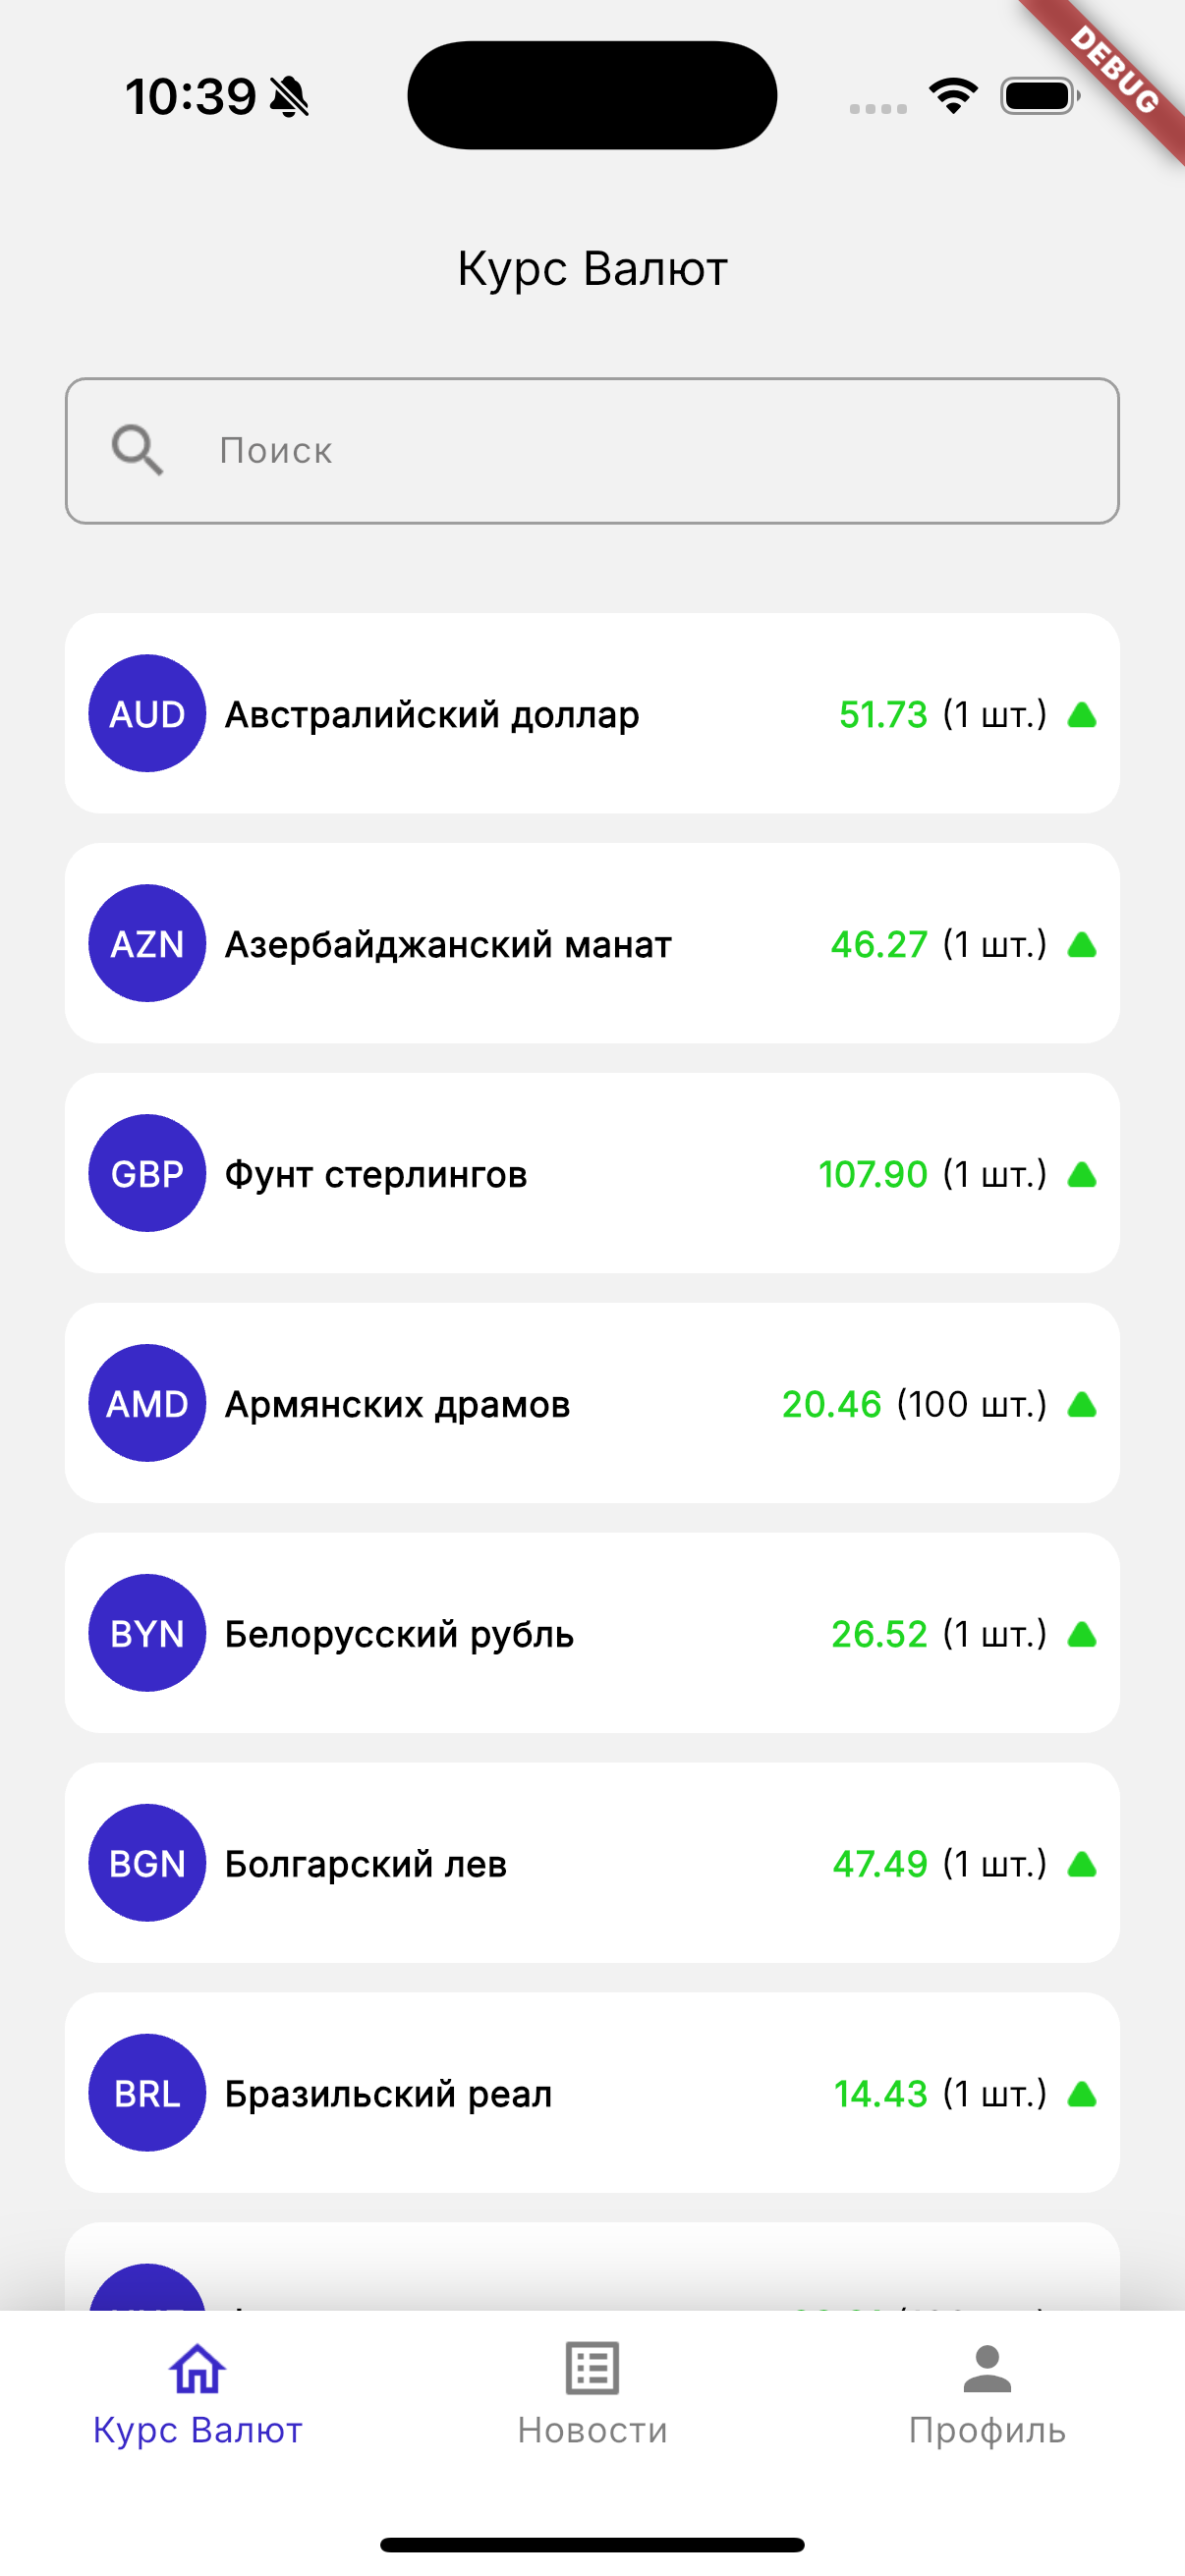 10:39
DEBUG
Курс Валют
Поиск
AUD Австралийский доллар 51.73 (1 шт.)
AZN Азербайджанский манат 46.27 (1 шт.)
GBP Фунт стерлингов 107.90 (1 шт.)
AMD Армянских драмов 20.46 (100 шт.)
BYN Белорусский рубль 26.52 (1 шт.)
BGN Болгарский лев 47.49 (1 шт.)
BRL Бразильский реал 14.43 (1 шт.)
Курс Валют Новости Профиль